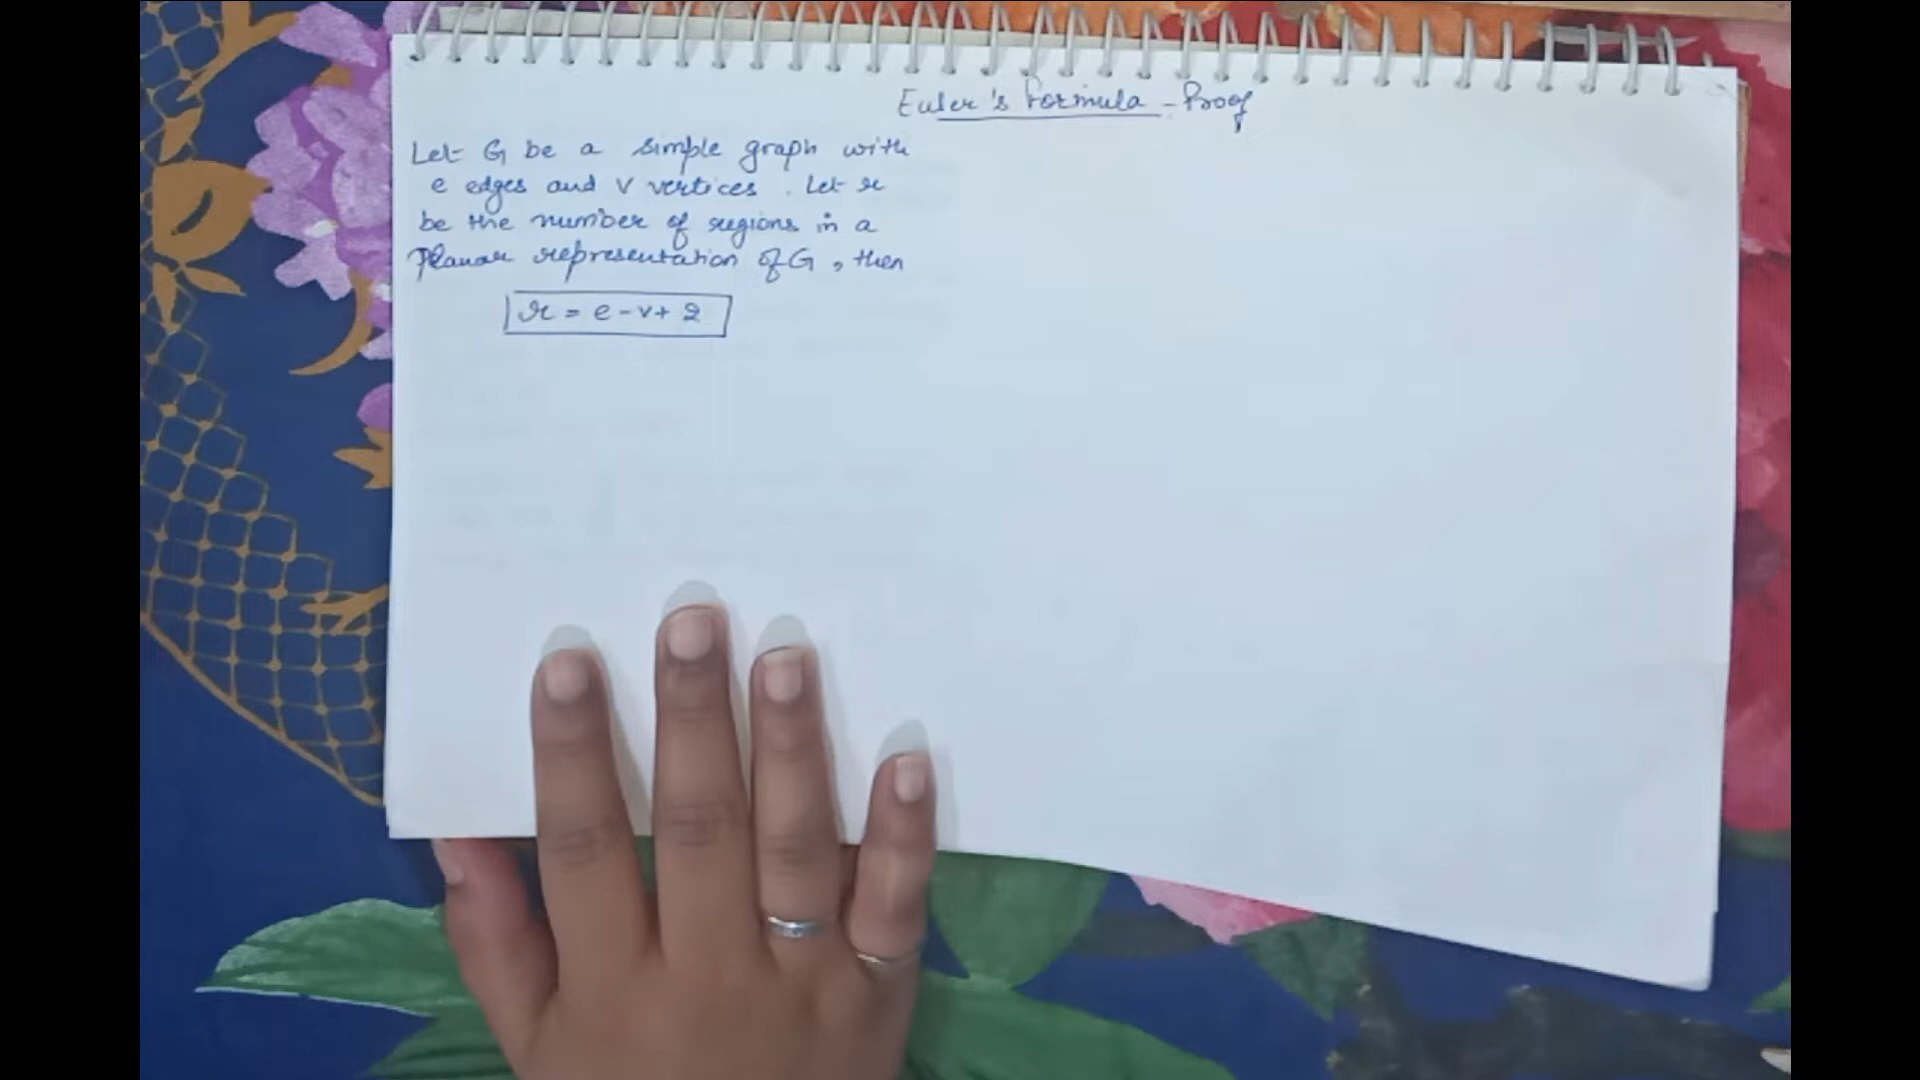 Euler's Formula - Proof
Let G be a simple graph with
e edges and v vertices. Let r
be the number of regions in a
Planar representation of G, then
r = e - v + 2